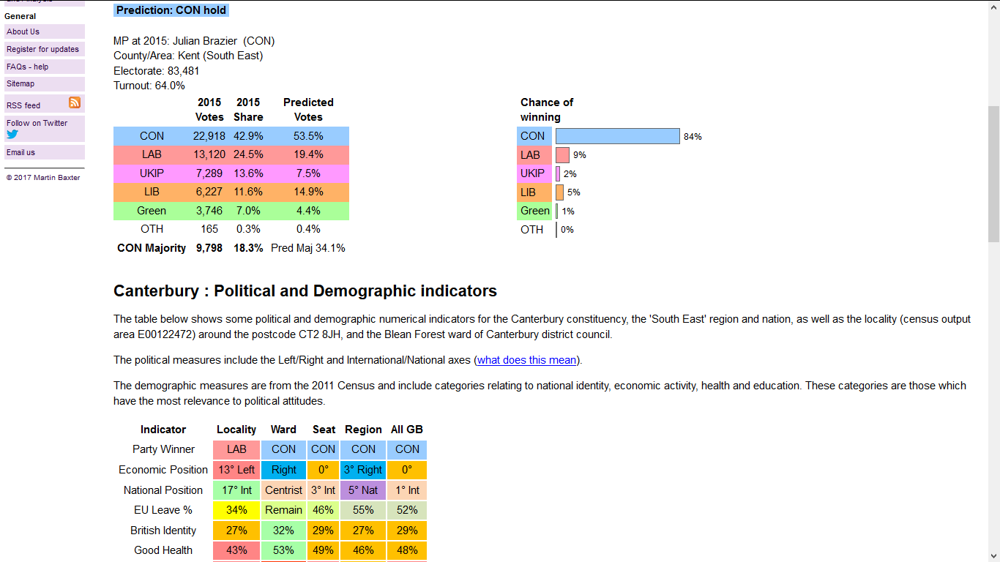 General
About Us
Register for updates
FAQs - help
Sitemap
RSS feed
Follow on Twitter
Email us
© 2017 Martin Baxter
Prediction: CON hold
MP at 2015: Julian Brazier (CON)
County/Area: Kent (South East)
Electorate: 83,481
Turnout: 64.0%
2015 Votes 2015 Share Predicted Votes
CON 22,918 42.9% 53.5%
LAB 13,120 24.5% 19.4%
UKIP 7,289 13.6% 7.5%
LIB 6,227 11.6% 14.9%
Green 3,746 7.0% 4.4%
OTH 165 0.3% 0.4%
CON Majority 9,798 18.3% Pred Maj 34.1%
Chance of
winning
CON 84%
LAB 9%
UKIP 2%
LIB 5%
Green 1%
OTH 0%
Canterbury : Political and Demographic indicators
The table below shows some political and demographic numerical indicators for the Canterbury constituency, the 'South East' region and nation, as well as the locality (census output
area E00122472) around the postcode CT2 8JH, and the Blean Forest ward of Canterbury district council.
The political measures include the Left/Right and International/National axes (what does this mean).
The demographic measures are from the 2011 Census and include categories relating to national identity, economic activity, health and education. These categories are those which
have the most relevance to political attitudes.
Indicator Locality Ward Seat Region All GB
Party Winner LAB CON CON CON CON
Economic Position 13° Left Right 0° 3° Right 0°
National Position 17° Int Centrist 3° Int 5° Nat 1° Int
EU Leave % 34% Remain 46% 55% 52%
British Identity 27% 32% 29% 27% 29%
Good Health 43% 53% 49% 46% 48%